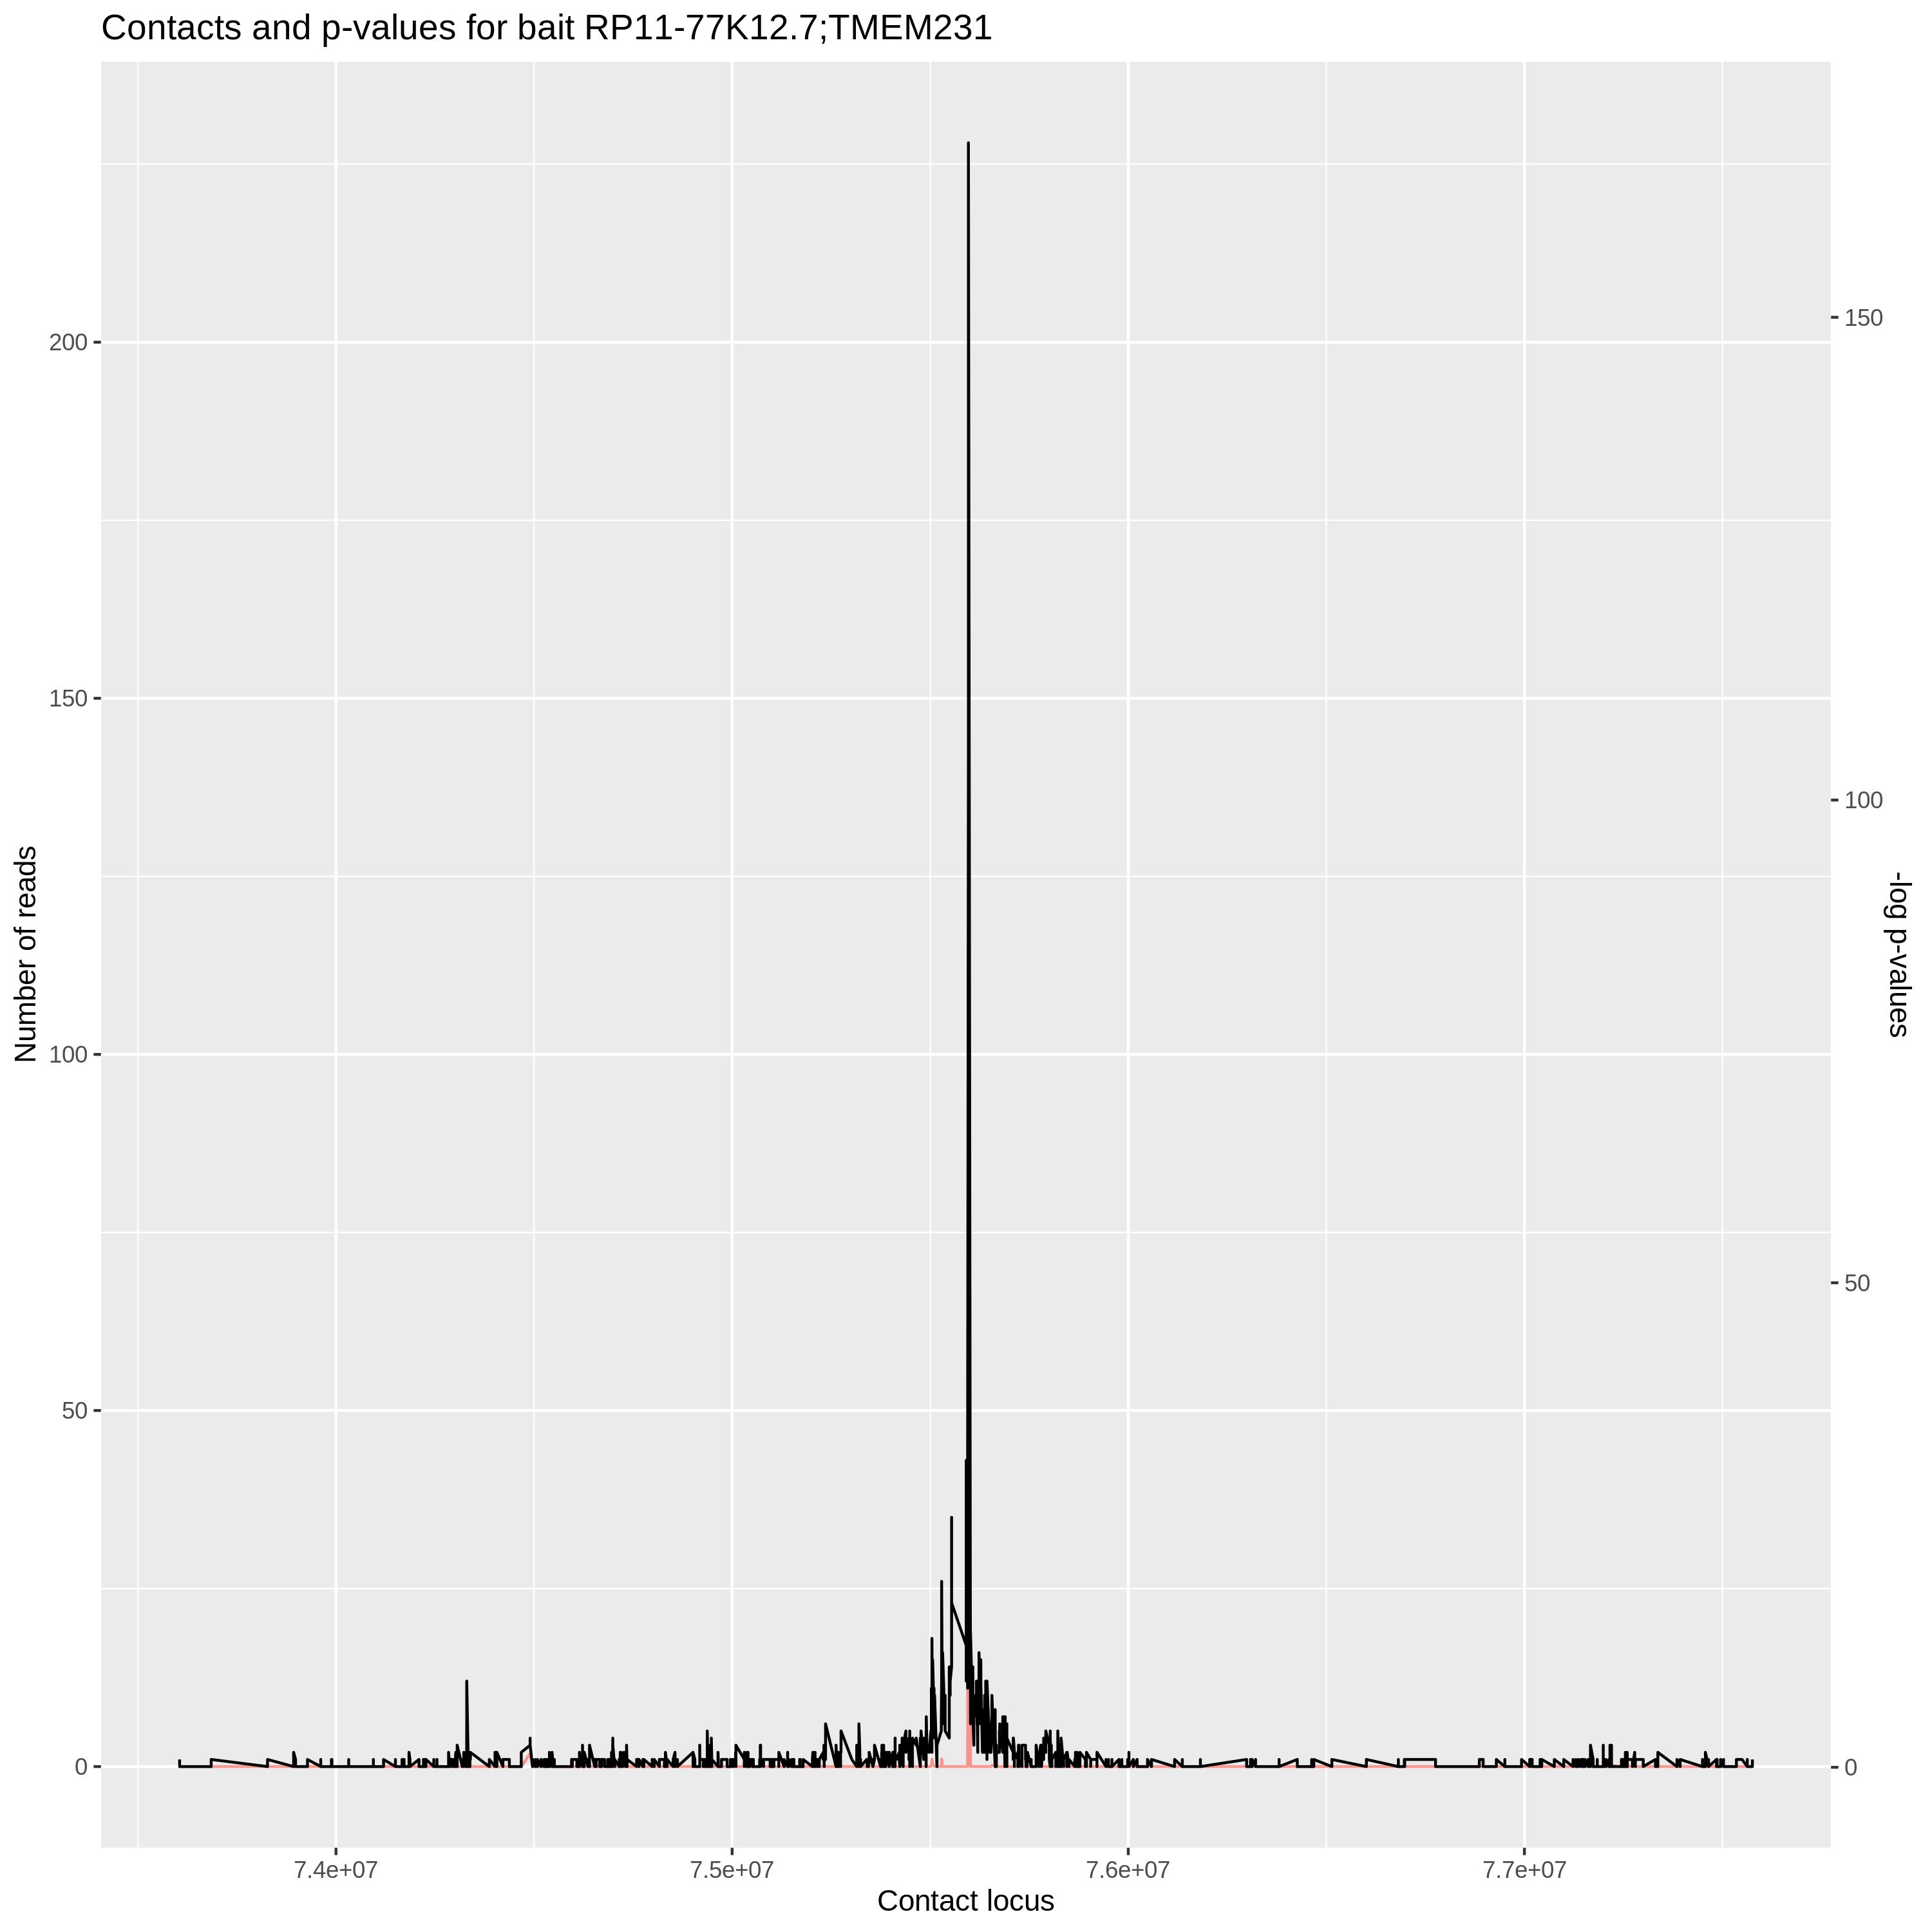 Contacts and p-values for bait RP11-77K12.7;TMEM231
Number of reads
200
150
100
50
0
150
100
50
0
-log p-values
7.4e+07
7.5e+07
7.6e+07
7.7e+07
Contact locus